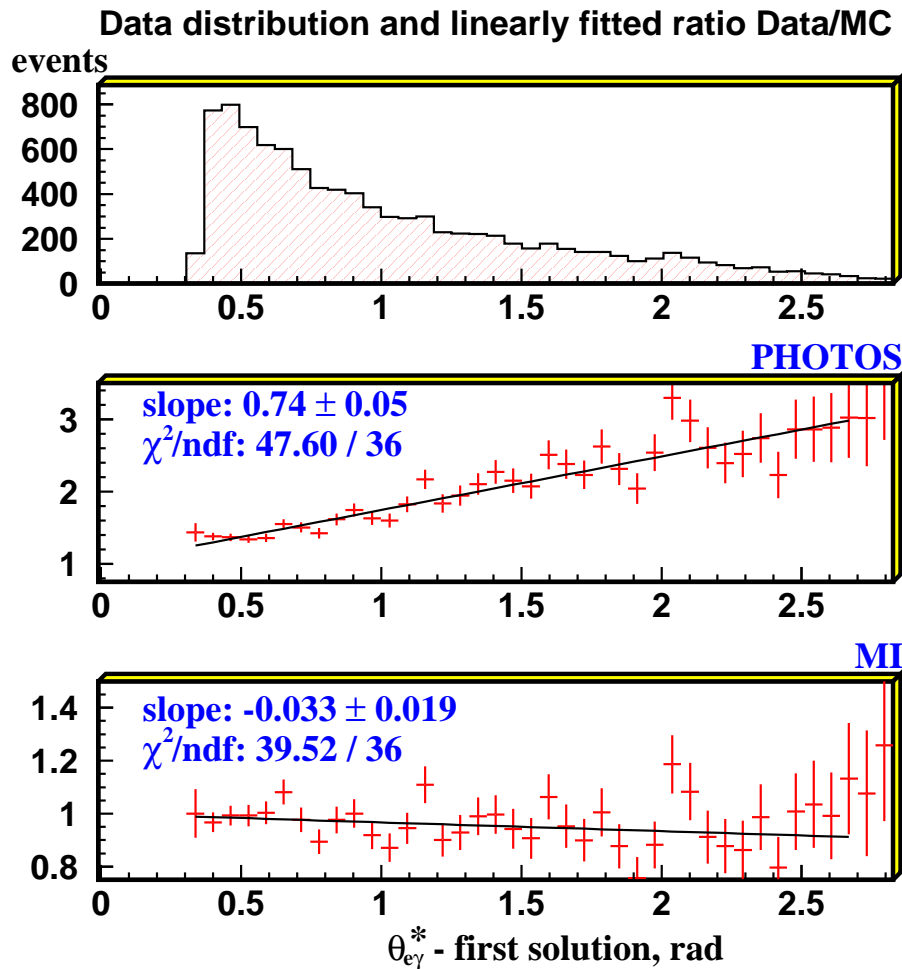 Data distribution and linearly fitted ratio Data/MC
events
800
600
400
200
0
0 0.5 1 1.5 2 2.5
PHOTOS
slope: 0.74 ± 0.05
χ²/ndf: 47.60 / 36
3
2
1
0 0.5 1 1.5 2 2.5
MI
slope: -0.033 ± 0.019
χ²/ndf: 39.52 / 36
1.4
1.2
1
0.8
0 0.5 1 1.5 2 2.5
θ*eγ - first solution, rad